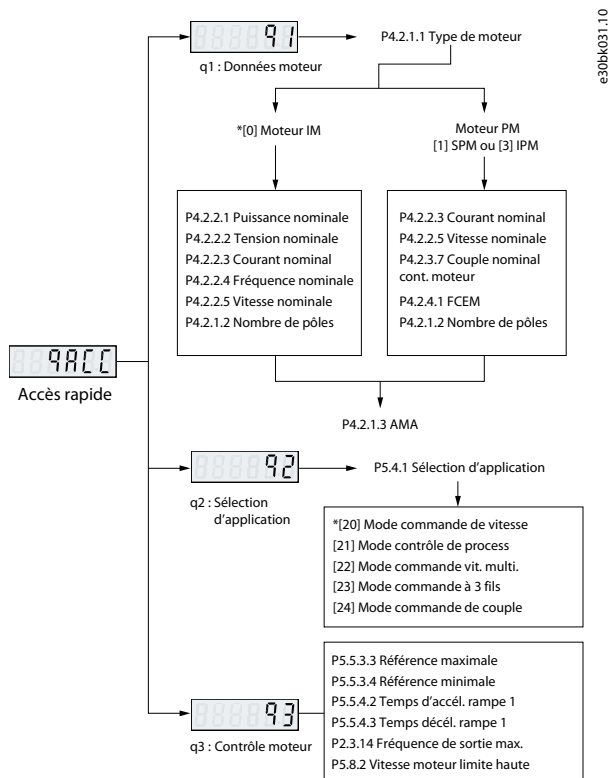 e30bk031.10
q1
q1 : Données moteur
P4.2.1.1 Type de moteur
*[0] Moteur IM
Moteur PM
[1] SPM ou [3] IPM
P4.2.2.1 Puissance nominale
P4.2.2.2 Tension nominale
P4.2.2.3 Courant nominal
P4.2.2.4 Fréquence nominale
P4.2.2.5 Vitesse nominale
P4.2.1.2 Nombre de pôles
P4.2.2.3 Courant nominal
P4.2.2.5 Vitesse nominale
P4.2.3.7 Couple nominal
cont. moteur
P4.2.4.1 FCEM
P4.2.1.2 Nombre de pôles
P4.2.1.3 AMA
qACC
Accès rapide
q2
q2 : Sélection
d’application
P5.4.1 Sélection d’application
*[20] Mode commande de vitesse
[21] Mode contrôle de process
[22] Mode commande vit. multi.
[23] Mode commande à 3 fils
[24] Mode commande de couple
q3
q3 : Contrôle moteur
P5.5.3.3 Référence maximale
P5.5.3.4 Référence minimale
P5.5.4.2 Temps d’accél. rampe 1
P5.5.4.3 Temps décél. rampe 1
P2.3.14 Fréquence de sortie max.
P5.8.2 Vitesse moteur limite haute